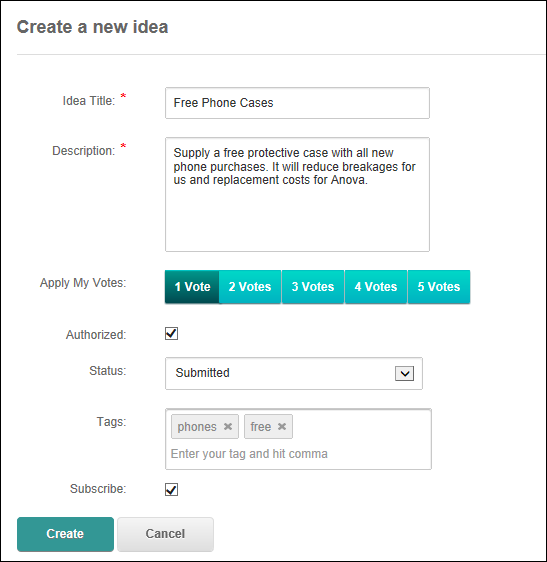 Create a new idea
Idea Title: *
Free Phone Cases
Description: *
Supply a free protective case with all new
phone purchases. It will reduce breakages for
us and replacement costs for Anova.
Apply My Votes:
1 Vote 2 Votes 3 Votes 4 Votes 5 Votes
Authorized:
Status:
Submitted
Tags:
phones free
Enter your tag and hit comma
Subscribe:
Create Cancel